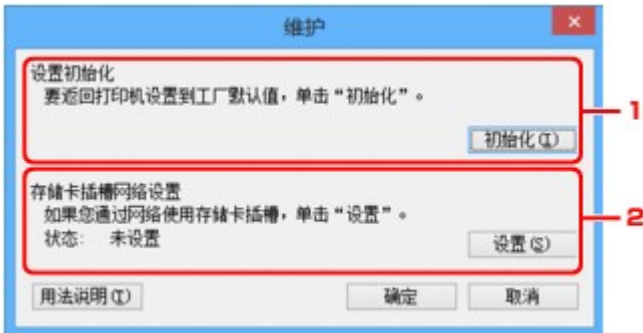 维护
设置初始化
要返回打印机设置到工厂默认值，单击“初始化”。
1
初始化(I)
存储卡插槽网络设置
如果您通过网络使用存储卡插槽，单击“设置”。
2
状态： 未设置
设置(S)
用法说明(T)
确定
取消